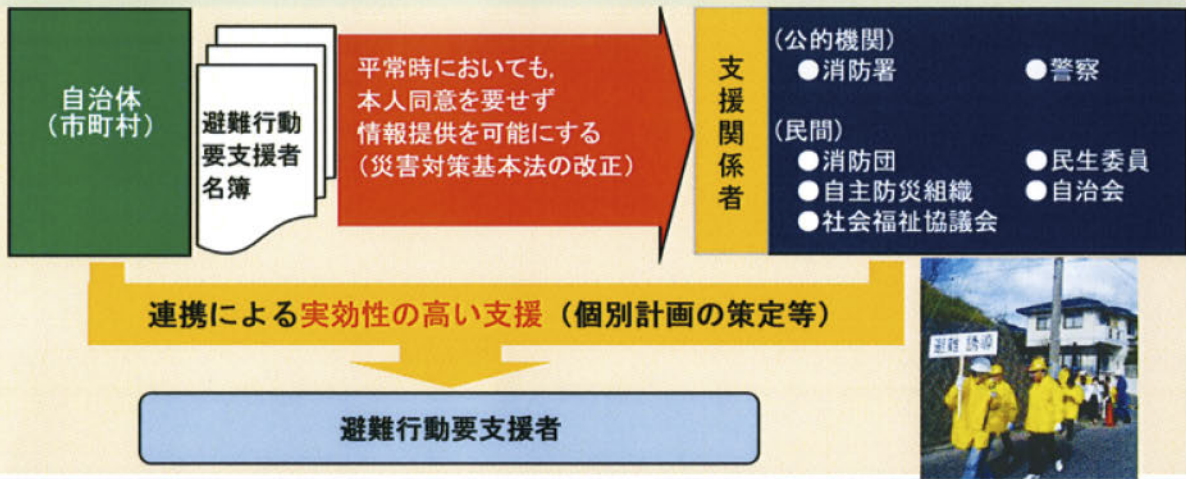 自治体
(市町村)
避難行動
要支援者
名簿
平常時においても,
本人同意を要せず
情報提供を可能にする
(災害対策基本法の改正)
支援関係者
(公的機関)
●消防署 ●警察
(民間)
●消防団 ●民生委員
●自主防災組織 ●自治会
●社会福祉協議会
連携による実効性の高い支援(個別計画の策定等)
避難誘導
避難行動要支援者